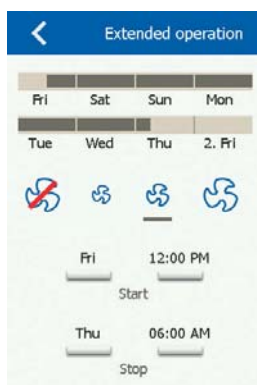 Extended operation
Fri Sat Sun Mon
Tue Wed Thu 2. Fri
Fri 12:00 PM
Start
Thu 06:00 AM
Stop